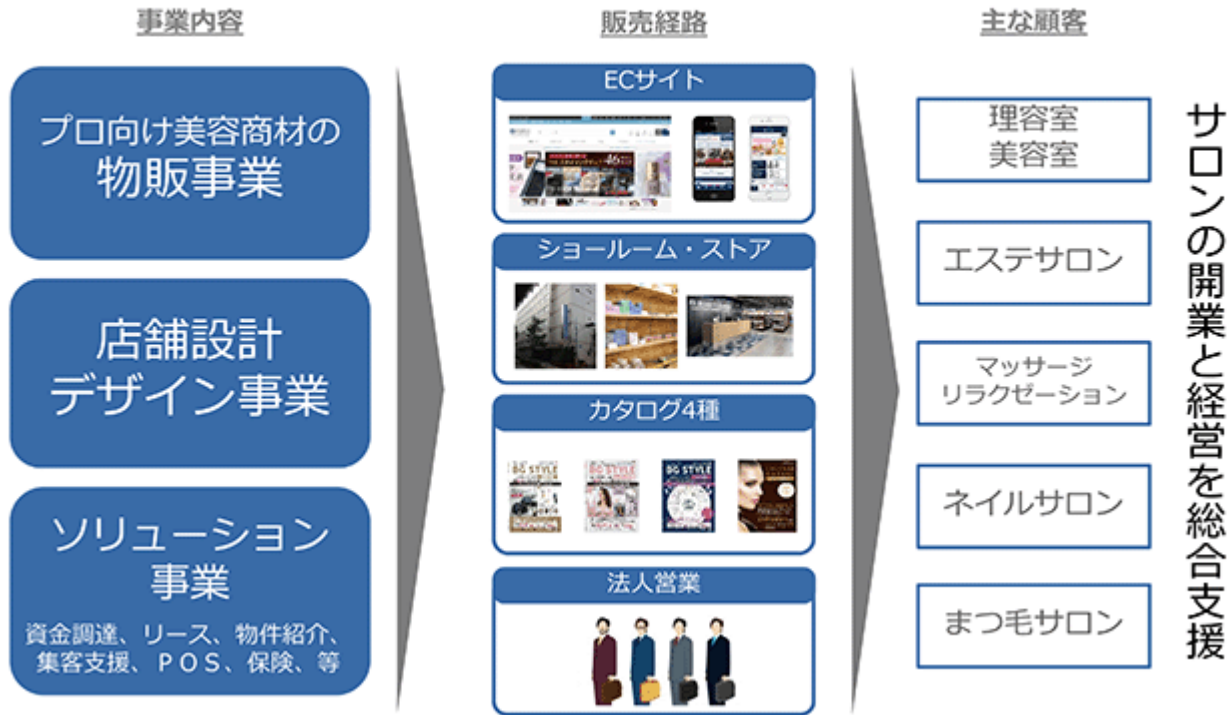 事業内容
販売経路
主な顧客
プロ向け美容商材の
物販事業
店舗設計
デザイン事業
ソリューション
事業
資金調達、リース、物件紹介、
集客支援、ＰＯＳ、保険、等
ECサイト
46
ショールーム・ストア
カタログ4種
BG STYLE
BG STYLE
BG STYLE
法人営業
理容室
美容室
エステサロン
マッサージ
リラクゼーション
ネイルサロン
まつ毛サロン
サロンの開業と経営を総合支援